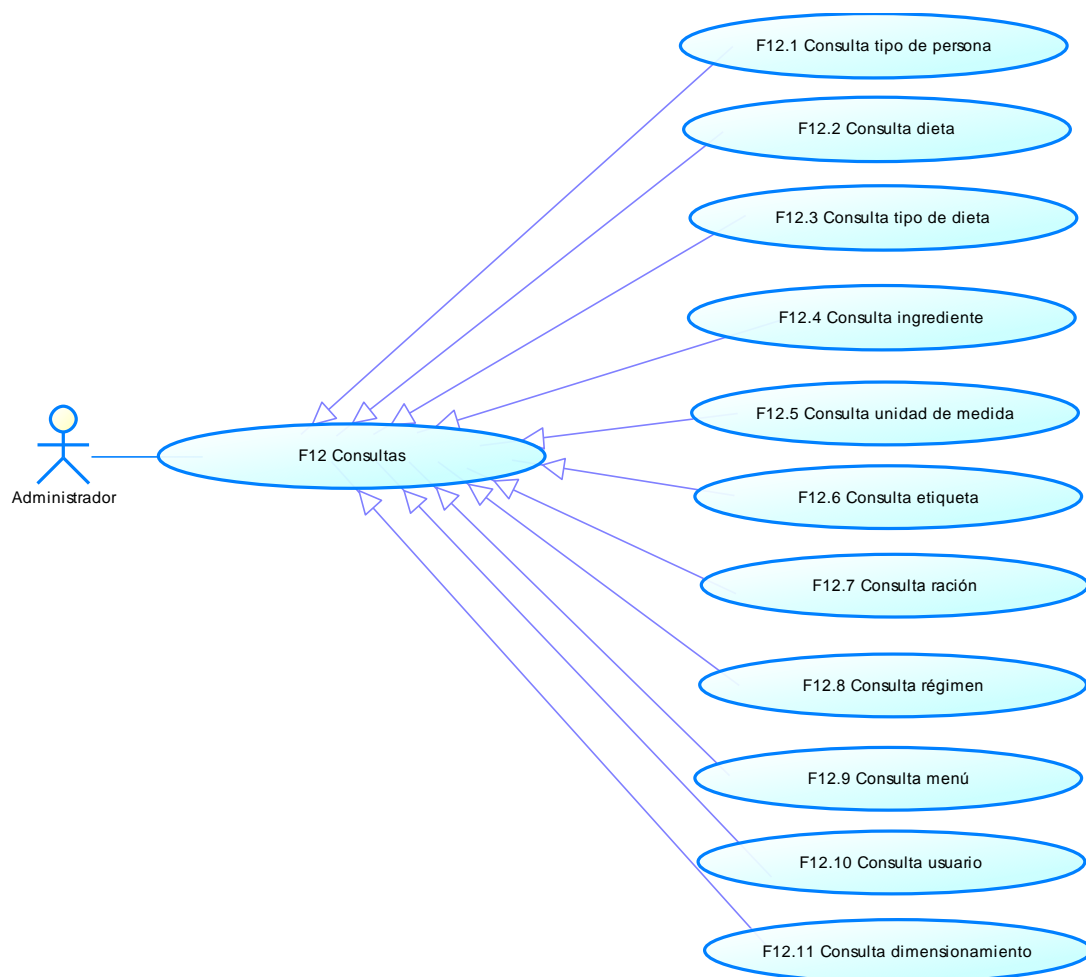 F12.1 Consulta tipo de persona
F12.2 Consulta dieta
F12.3 Consulta tipo de dieta
F12.4 Consulta ingrediente
F12.5 Consulta unidad de medida
F12 Consultas
Administrador
F12.6 Consulta etiqueta
F12.7 Consulta ración
F12.8 Consulta régimen
F12.9 Consulta menú
F12.10 Consulta usuario
F12.11 Consulta dimensionamiento